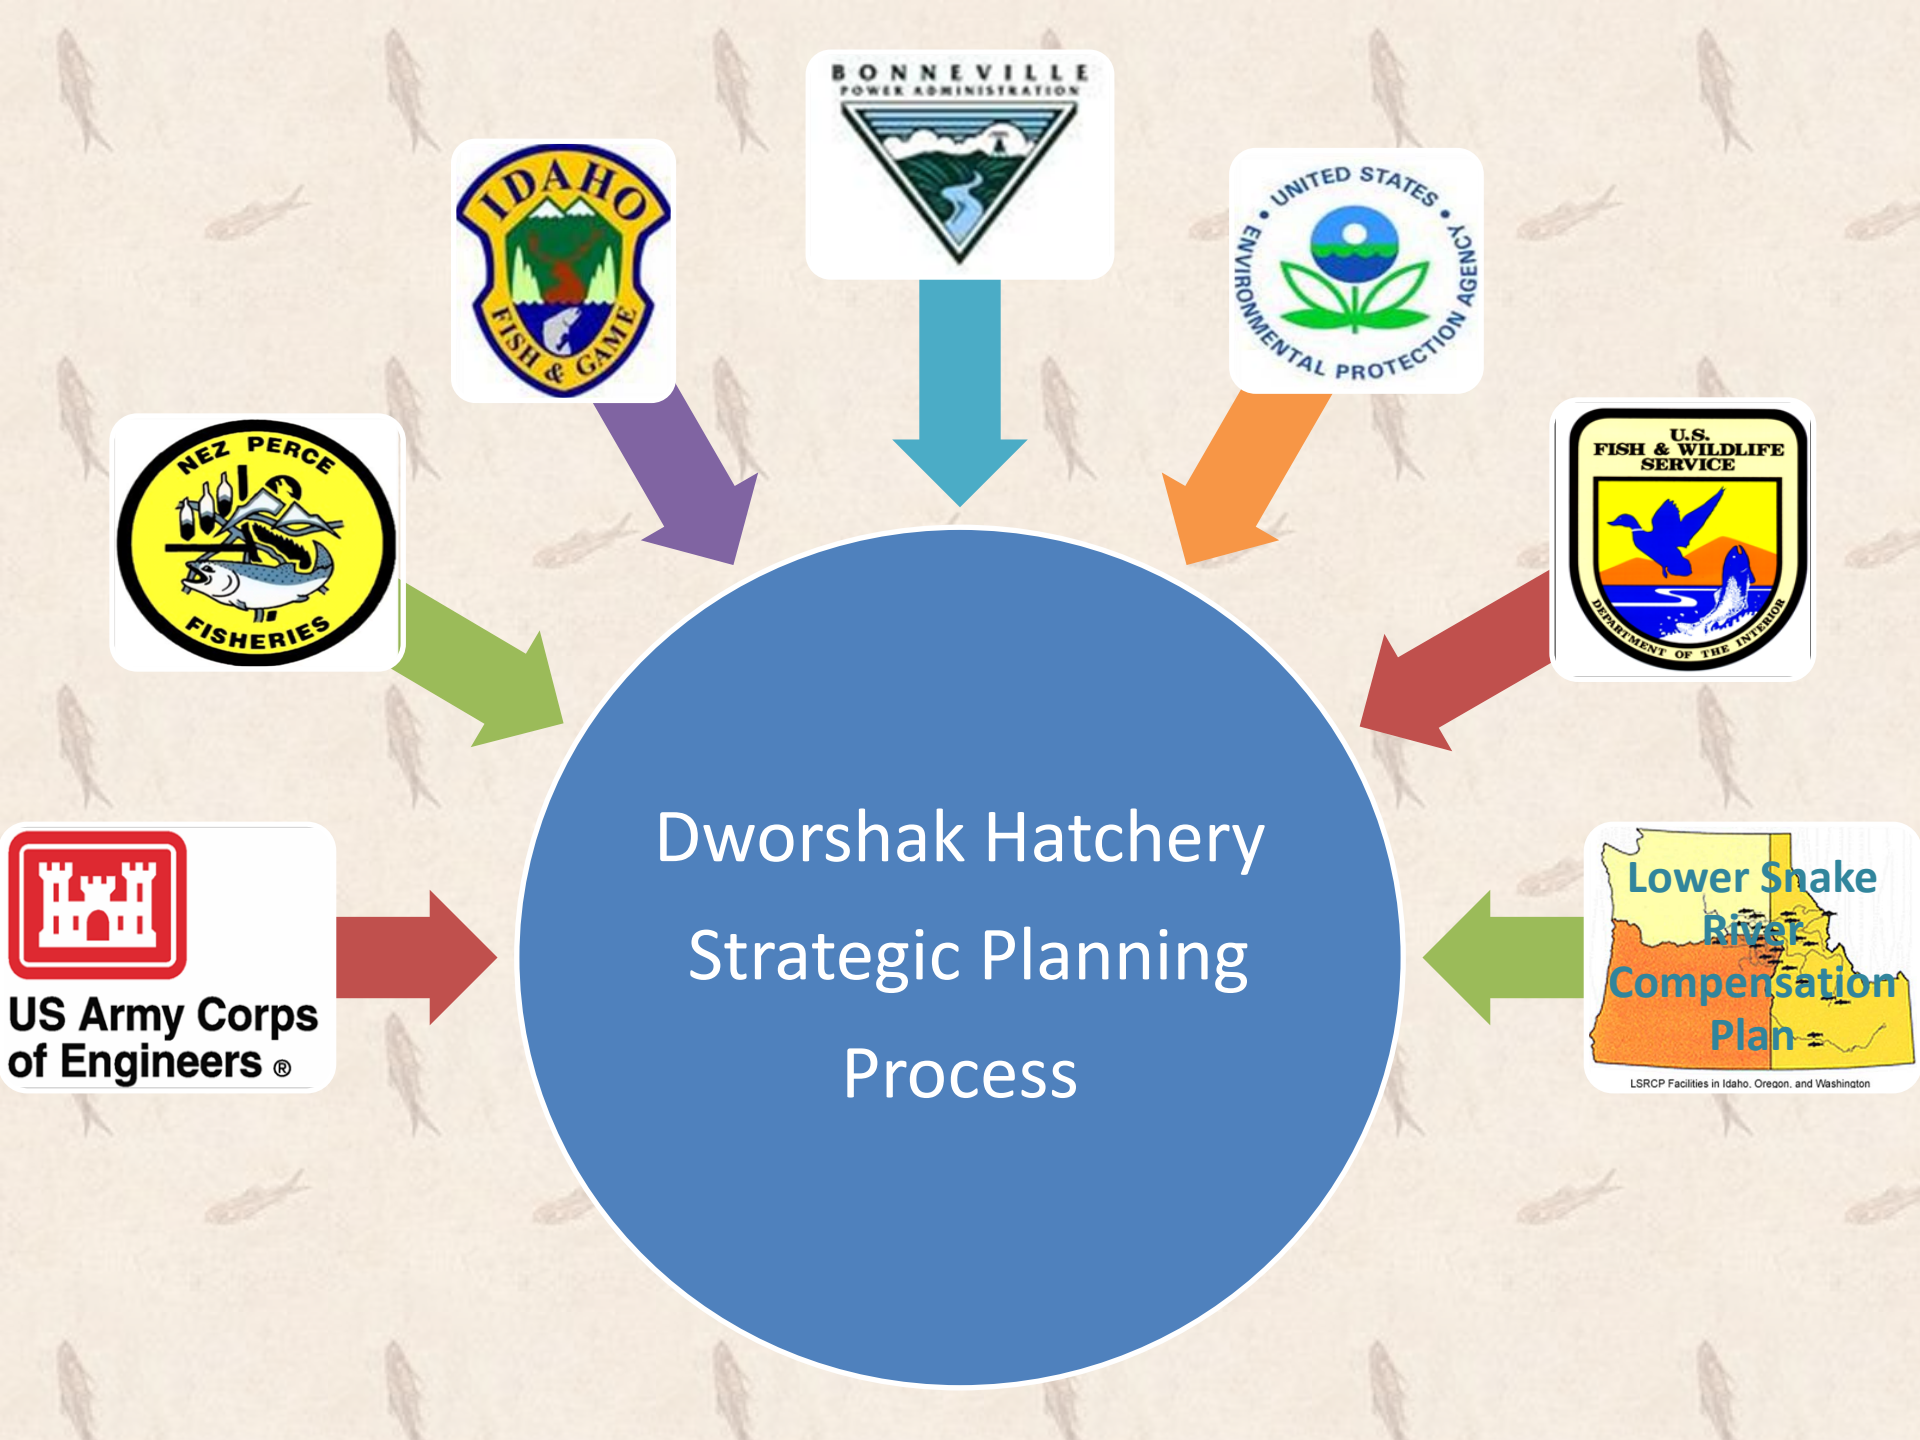 BONNEVILLE
POWER ADMINISTRATION
IDAHO
FISH & GAME
• UNITED STATES •
ENVIRONMENTAL PROTECTION AGENCY
NEZ PERCE
FISHERIES
U.S.
FISH & WILDLIFE
SERVICE
DEPARTMENT OF THE INTERIOR
US Army Corps
of Engineers ®
Dworshak Hatchery
Strategic Planning
Process
Lower Snake
River
Compensation
Plan
LSRCP Facilities in Idaho, Oregon, and Washington